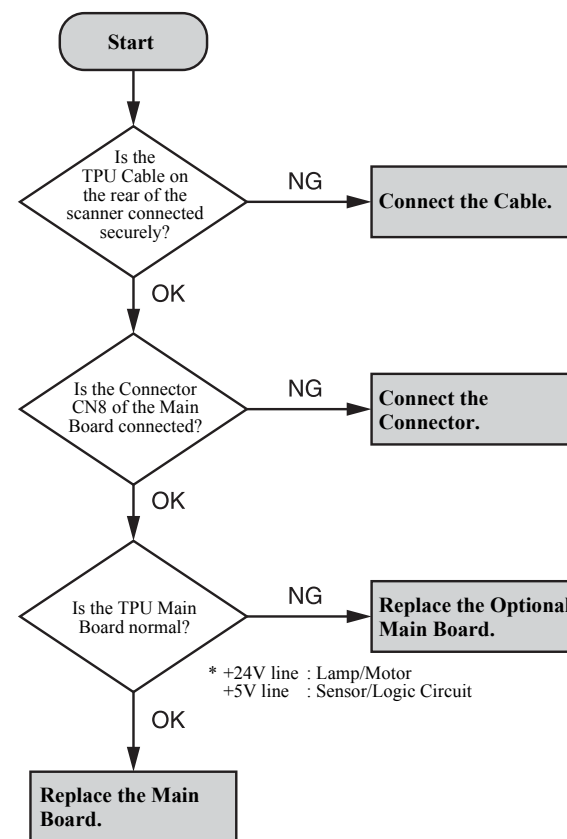 Start
Is the
TPU Cable on
the rear of the
scanner connected
securely?
NG
Connect the Cable.
OK
Is the Connector
CN8 of the Main
Board connected?
NG
Connect the
Connector.
OK
Is the TPU Main
Board normal?
NG
Replace the Optional
Main Board.
* +24V line : Lamp/Motor
+5V line : Sensor/Logic Circuit
OK
Replace the Main
Board.